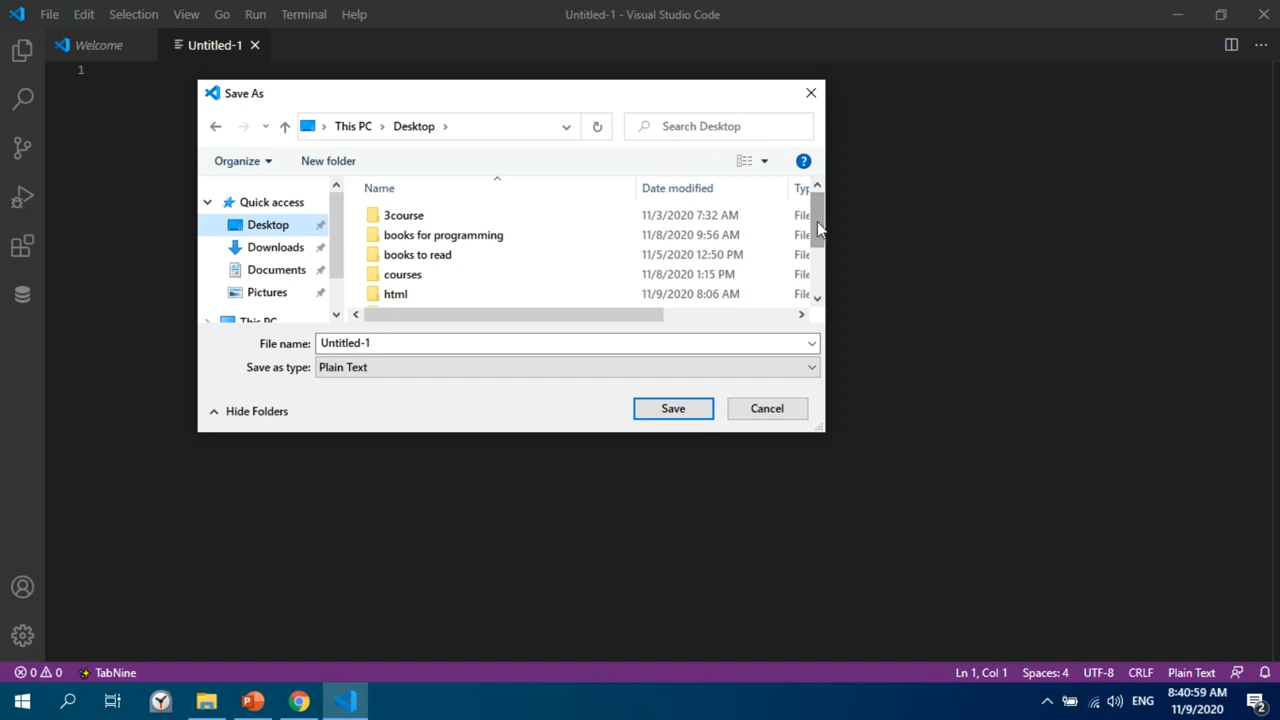 File Edit Selection View Go Run Terminal Help Untitled-1 - Visual Studio Code
Welcome Untitled-1
1
Save As
This PC Desktop Search Desktop
Organize New folder
Name Date modified Typ
Quick access
Desktop
Downloads
Documents
Pictures
This PC
3course 11/3/2020 7:32 AM File
books for programming 11/8/2020 9:56 AM File
books to read 11/5/2020 12:50 PM File
courses 11/8/2020 1:15 PM File
html 11/9/2020 8:06 AM File
File name: Untitled-1
Save as type: Plain Text
Hide Folders Save Cancel
0 0 TabNine Ln 1, Col 1 Spaces: 4 UTF-8 CRLF Plain Text
ENG 8:40:59 AM
11/9/2020 2